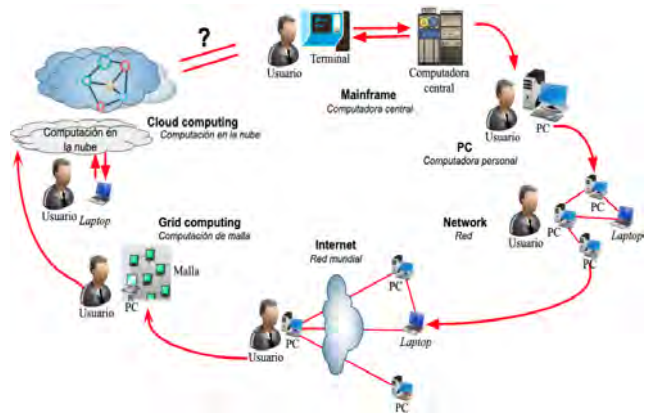 ?
Usuario
Terminal
Computadora
central
Mainframe
Computadora central
Usuario
PC
PC
Computadora personal
Cloud computing
Computación en la nube
Computación en
la nube
Usuario
Laptop
PC
PC
Laptop
PC
Usuario
Network
Red
Grid computing
Computación de malla
Malla
PC
Usuario
Internet
Red mundial
PC
Laptop
PC
PC
Usuario